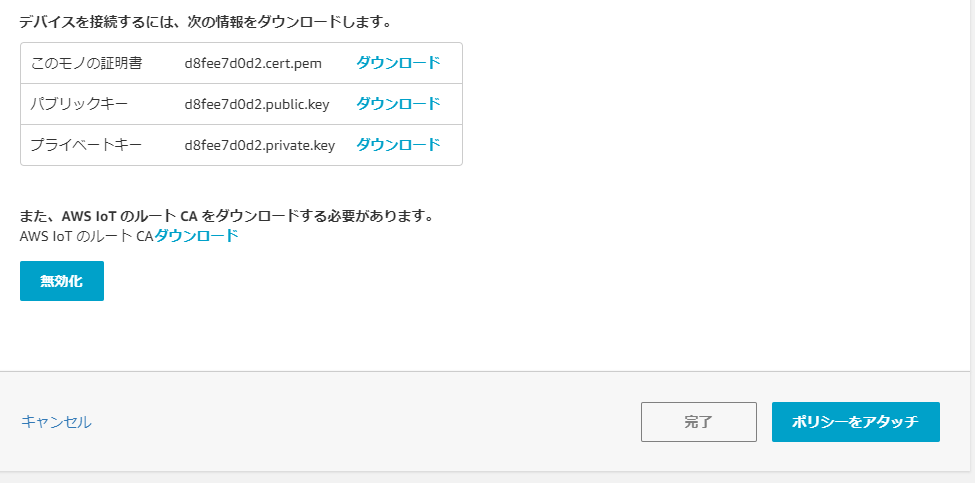 デバイスを接続するには、次の情報をダウンロードします。
このモノの証明書 d8fee7d0d2.cert.pem ダウンロード
パブリックキー d8fee7d0d2.public.key ダウンロード
プライベートキー d8fee7d0d2.private.key ダウンロード
また、AWS IoT のルート CA をダウンロードする必要があります。
AWS IoT のルート CAダウンロード
無効化
キャンセル 完了 ポリシーをアタッチ